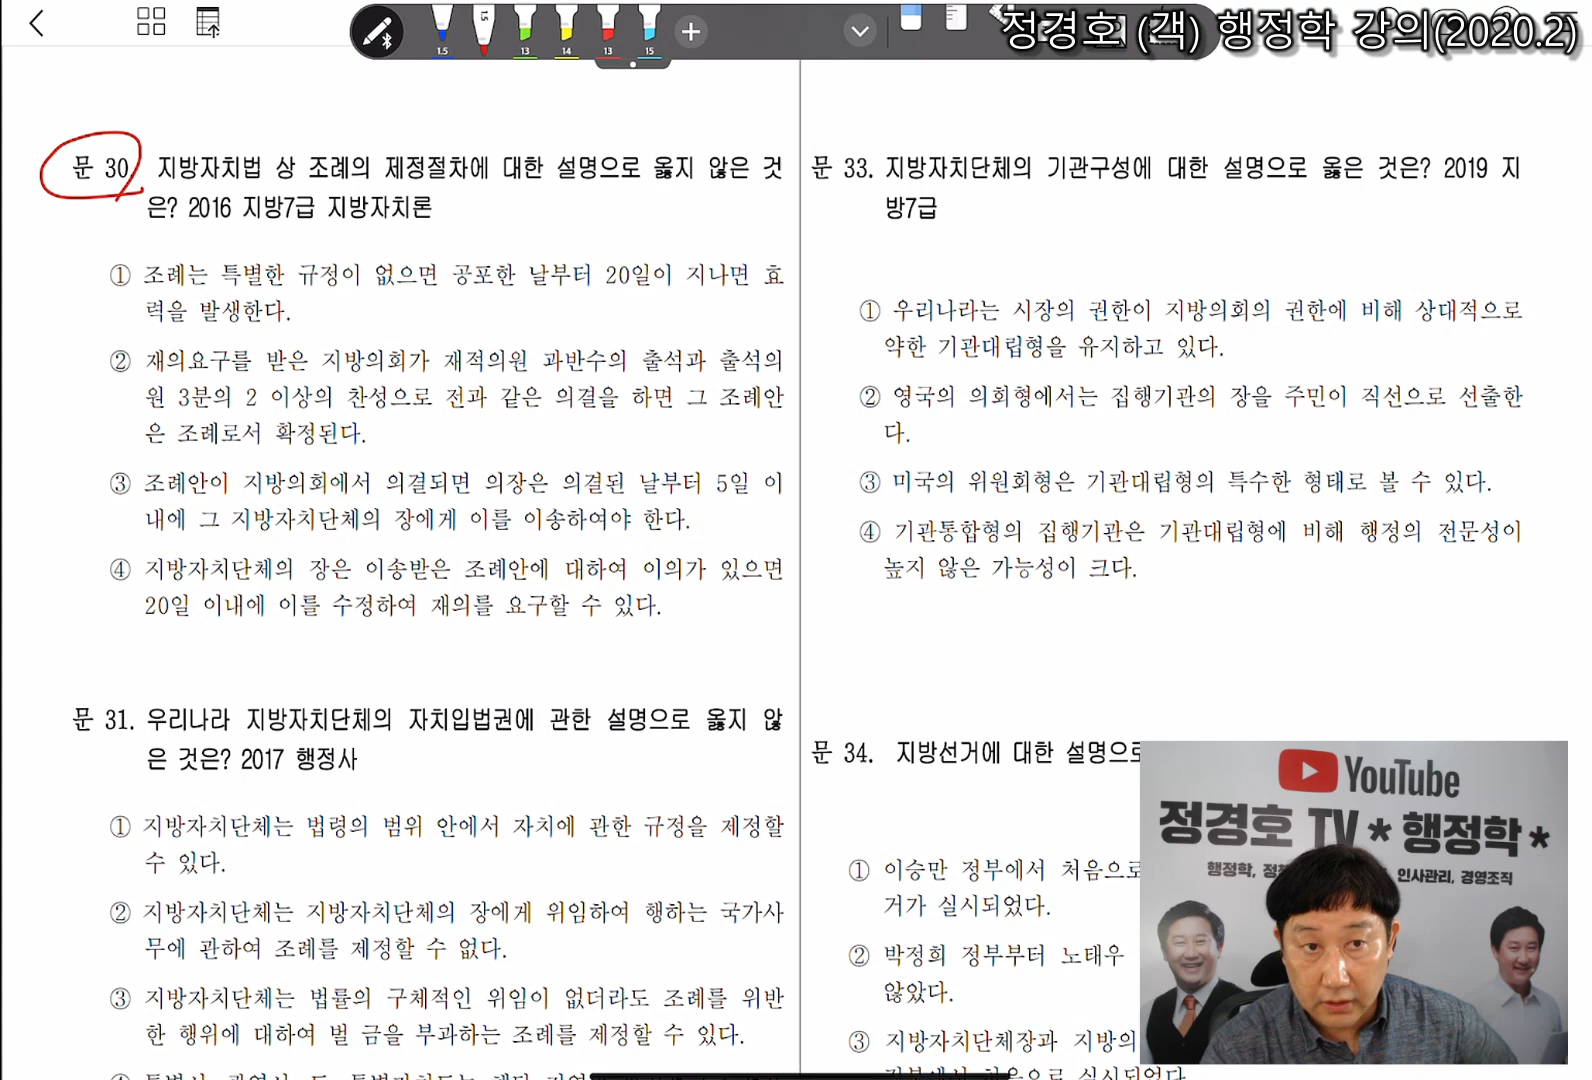 정경호 (객) 행정학 강의(2020.2)
1.5
1.5
13
14
13
15
문 30. 지방자치법 상 조례의 제정절차에 대한 설명으로 옳지 않은 것
은? 2016 지방7급 지방자치론
① 조례는 특별한 규정이 없으면 공포한 날부터 20일이 지나면 효
력을 발생한다.
② 재의요구를 받은 지방의회가 재적의원 과반수의 출석과 출석의
원 3분의 2 이상의 찬성으로 전과 같은 의결을 하면 그 조례안
은 조례로서 확정된다.
③ 조례안이 지방의회에서 의결되면 의장은 의결된 날부터 5일 이
내에 그 지방자치단체의 장에게 이를 이송하여야 한다.
④ 지방자치단체의 장은 이송받은 조례안에 대하여 이의가 있으면
20일 이내에 이를 수정하여 재의를 요구할 수 있다.
문 31. 우리나라 지방자치단체의 자치입법권에 관한 설명으로 옳지 않
은 것은? 2017 행정사
① 지방자치단체는 법령의 범위 안에서 자치에 관한 규정을 제정할
수 있다.
② 지방자치단체는 지방자치단체의 장에게 위임하여 행하는 국가사
무에 관하여 조례를 제정할 수 없다.
③ 지방자치단체는 법률의 구체적인 위임이 없더라도 조례를 위반
한 행위에 대하여 벌 금을 부과하는 조례를 제정할 수 있다.
문 33. 지방자치단체의 기관구성에 대한 설명으로 옳은 것은? 2019 지
방7급
① 우리나라는 시장의 권한이 지방의회의 권한에 비해 상대적으로
약한 기관대립형을 유지하고 있다.
② 영국의 의회형에서는 집행기관의 장을 주민이 직선으로 선출한
다.
③ 미국의 위원회형은 기관대립형의 특수한 형태로 볼 수 있다.
④ 기관통합형의 집행기관은 기관대립형에 비해 행정의 전문성이
높지 않은 가능성이 크다.
문 34. 지방선거에 대한 설명으로
① 이승만 정부에서 처음으로
거가 실시되었다.
② 박정희 정부부터 노태우
않았다.
③ 지방자치단체장과 지방의
YouTube
정경호 TV * 행정학 *
행정학, 인사관리, 경영조직